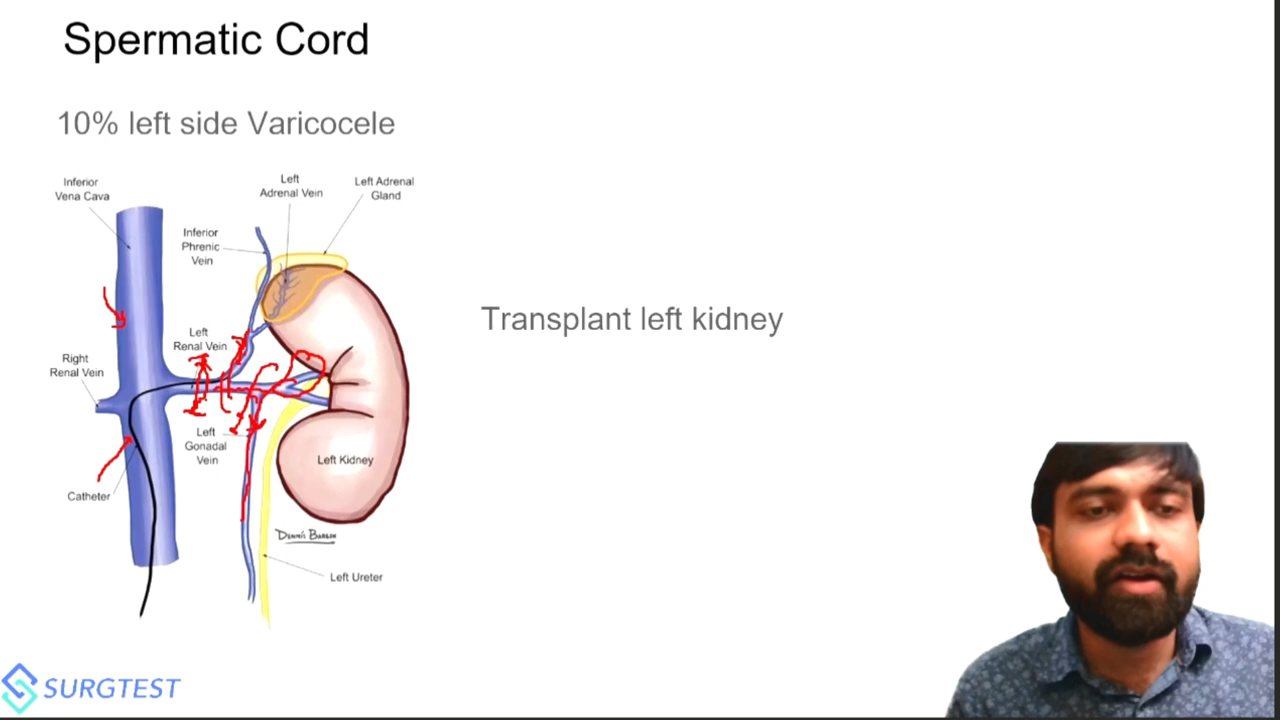 Spermatic Cord
10% left side Varicocele
Inferior
Vena Cava
Left
Adrenal Vein
Left Adrenal
Gland
Inferior
Phrenic
Vein
Left
Renal Vein
Right
Renal Vein
Transplant left kidney
Left
Gonadal
Vein
Left Kidney
Catheter
Left Ureter
SURGTEST